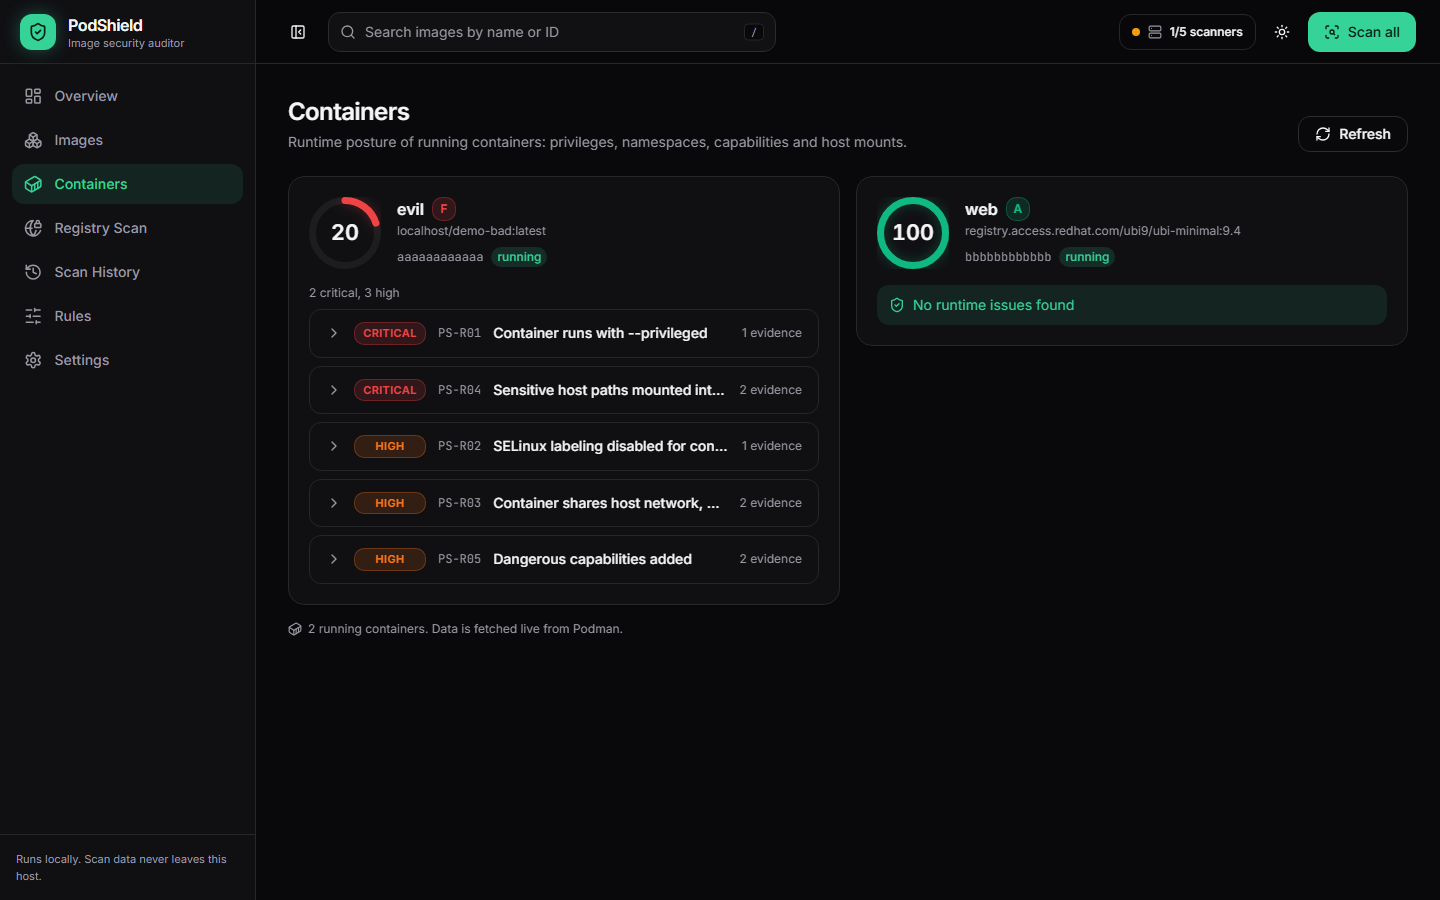 PodShield
Image security auditor
Search images by name or ID
/
1/5 scanners
Scan all
Overview
Images
Containers
Registry Scan
Scan History
Rules
Settings
Runs locally. Scan data never leaves this
host.
Containers
Runtime posture of running containers: privileges, namespaces, capabilities and host mounts.
Refresh
20
evil F
localhost/demo-bad:latest
aaaaaaaaaaaa running
2 critical, 3 high
CRITICAL PS-R01 Container runs with --privileged 1 evidence
CRITICAL PS-R04 Sensitive host paths mounted int... 2 evidence
HIGH PS-R02 SELinux labeling disabled for con... 1 evidence
HIGH PS-R03 Container shares host network, ... 2 evidence
HIGH PS-R05 Dangerous capabilities added 2 evidence
100
web A
registry.access.redhat.com/ubi9/ubi-minimal:9.4
bbbbbbbbbbbb running
No runtime issues found
2 running containers. Data is fetched live from Podman.